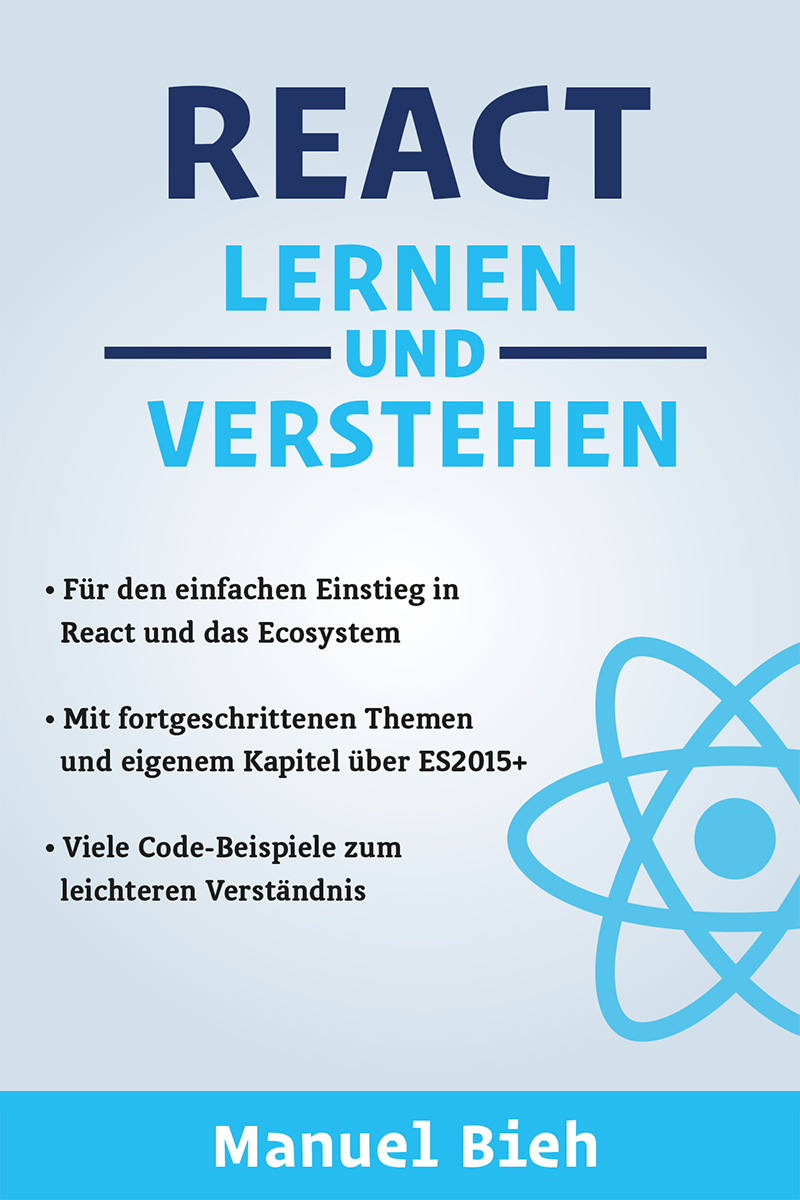 REACT
LERNEN
UND
VERSTEHEN
• Für den einfachen Einstieg in
React und das Ecosystem
• Mit fortgeschrittenen Themen
und eigenem Kapitel über ES2015+
• Viele Code-Beispiele zum
leichteren Verständnis
Manuel Bieh